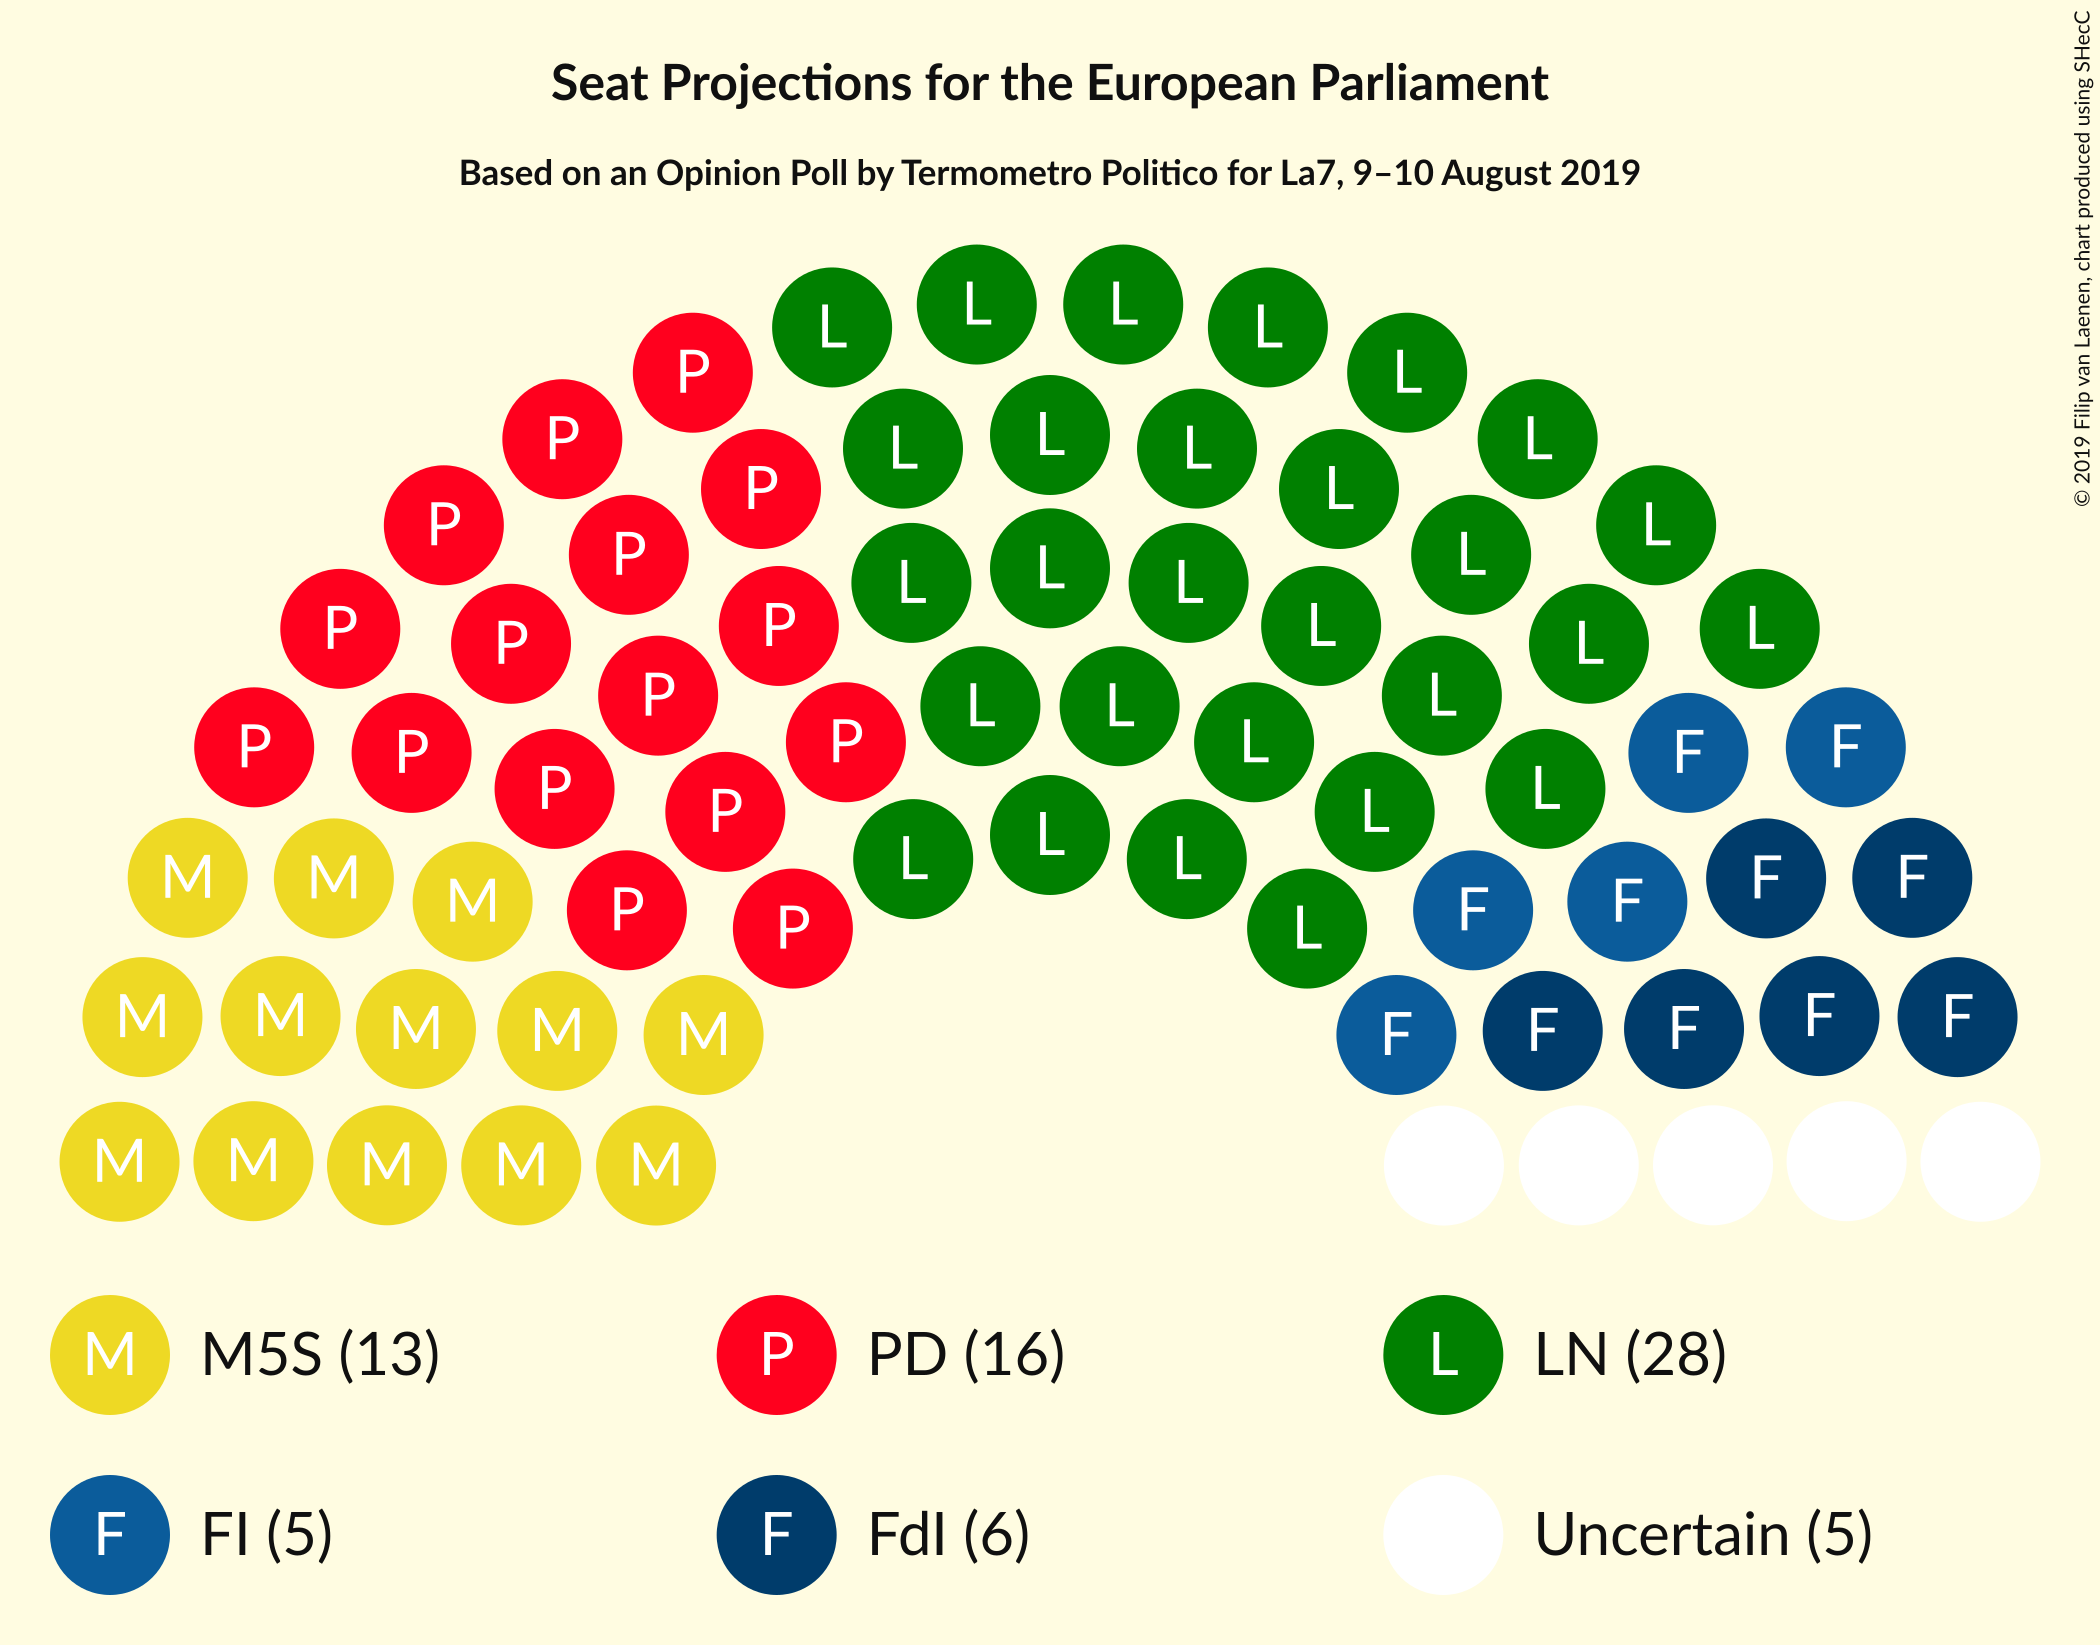 Seat Projections for the European Parliament
Based on an Opinion Poll by Termometro Politico for La7, 9–10 August 2019
© 2019 Filip van Laenen, chart produced using SHecC
L L L L
P L
P L L L L
P L L
P P L
P L L L L
P P L
P L L L
P P L L
P L L L
P P F F
P L L
P L L L
M M F F
M P P L F F
M M M M M F F F F F
M M M M M
M M5S (13) P PD (16) L LN (28)
F FI (5) F FdI (6) Uncertain (5)